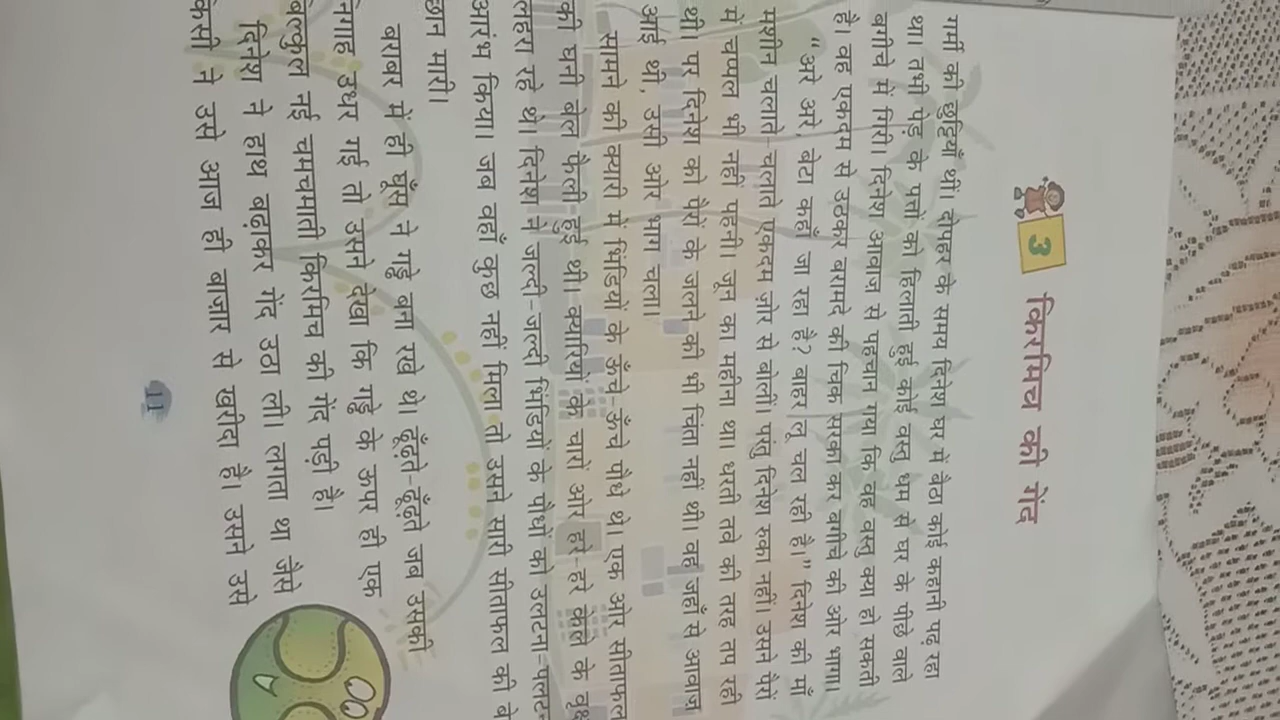 3 किरमिच की गेंद
गर्मी की छुट्टियाँ थीं। दोपहर के समय दिनेश घर में बैठा कोई कहानी पढ़ रहा
था। तभी पेड़ के पत्तों को हिलाती हुई कोई वस्तु धम से घर के पीछे वाले
बगीचे में गिरी। दिनेश आवाज़ से पहचान गया कि वह वस्तु क्या हो सकती
है। वह एकदम से उठकर बरामदे की चिक सरका कर बगीचे की ओर भागा।
“अरे अरे, बेटा कहाँ जा रहा है? बाहर लू चल रही है।” दिनेश की माँ
मशीन चलाते-चलाते एकदम ज़ोर से बोलीं। परंतु दिनेश रुका नहीं। उसने पैरों
में चप्पल भी नहीं पहनी। जून का महीना था। धरती तवे की तरह तप रही
थी। पर दिनेश को पैरों के जलने की भी चिंता नहीं थी। वह जहाँ से आवाज़
आई थी, उसी ओर भाग चला।
सामने की क्यारी में भिंडियों के ऊँचे-ऊँचे पौधे थे। एक ओर सीताफल
की घनी बेल फैली हुई थी। क्यारियों के चारों ओर हरे-हरे केले के वृक्ष
लहरा रहे थे। दिनेश ने जल्दी-जल्दी भिंडियों के पौधों को उलटना-पलटना
आरंभ किया। जब वहाँ कुछ नहीं मिला तो उसने सारी सीताफल की
छान मारी।
बराबर में ही घूँस ने गड्ढे बना रखे थे। ढूँढ़ते-ढूँढ़ते जब उसकी
निगाह उधर गई तो उसने देखा कि गड्ढे के ऊपर ही एक
बिलकुल नई चमचमाती किरमिच की गेंद पड़ी है।
दिनेश ने हाथ बढ़ाकर गेंद उठा ली। लगता था जैसे
किसी ने उसे आज ही बाज़ार से खरीदा है। उसने उसे
11